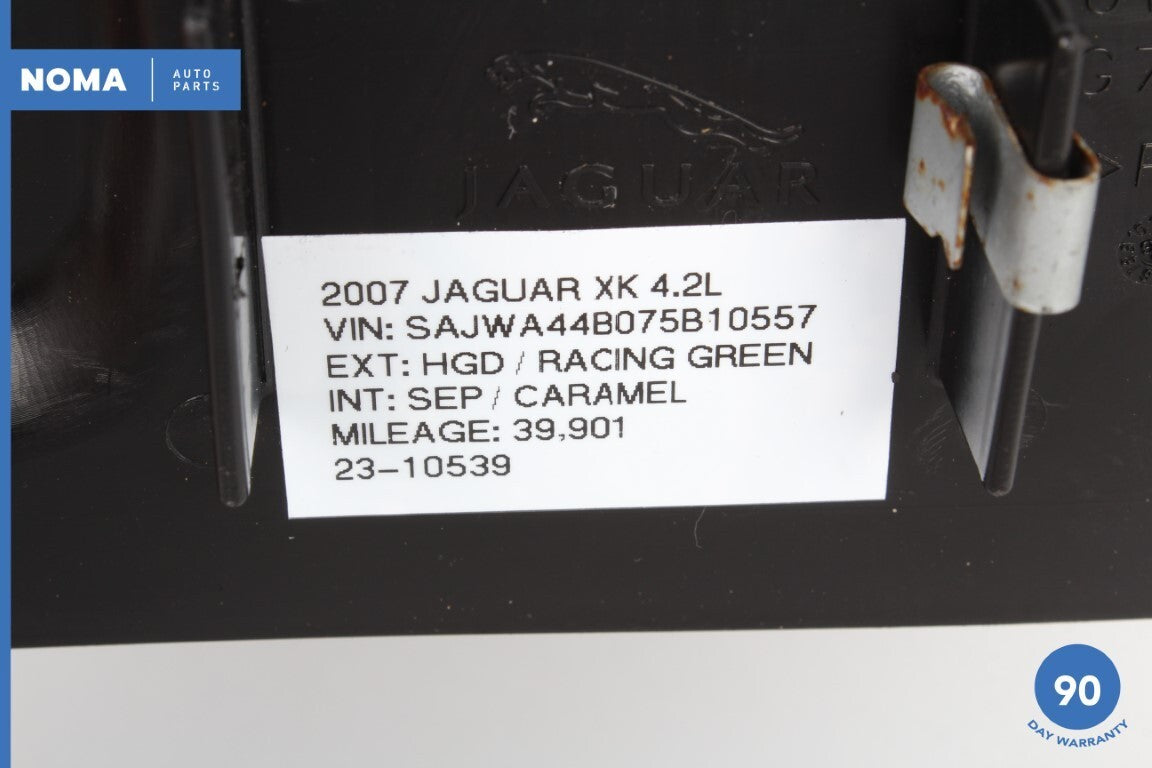 NOMA
AUTO
PARTS
JAGUAR
2007 JAGUAR XK 4.2L
VIN: SAJWA44B075B10557
EXT: HGD / RACING GREEN
INT: SEP / CARAMEL
MILEAGE: 39,901
23-10539
90
DAY WARRANTY